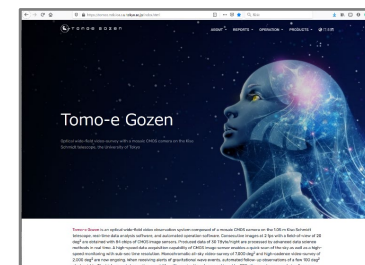 TOMOE GOZEN
ABOUT REPORTS OPERATION PRODUCTS
Tomo-e Gozen
Optical wide-field video survey with a mosaic CMOS camera on the Kiso
Schmidt telescope, the University of Tokyo
Tomo-e Gozen is an optical wide-field video observation system composed of a mosaic CMOS camera on the 1.05 m Kiso Schmidt
telescope, real-time data analysis software, and automated operation software. Consecutive images at 2 fps with a field-of-view of 20
deg² are obtained with 84 chips of CMOS image sensors. Produced data of 30 TByte/night are processed by advanced data science
methods in real time. A high-speed data acquisition capability of CMOS image sensor enables a quick scan of the sky as well as a high-
speed monitoring with sub-sec time resolution. Monochromatic all-sky video survey of 7,000 deg² and high-cadence video survey of
2,000 deg² are now ongoing. When receiving alerts of gravitational wave events, automated follow-up observations of a few 100 deg²